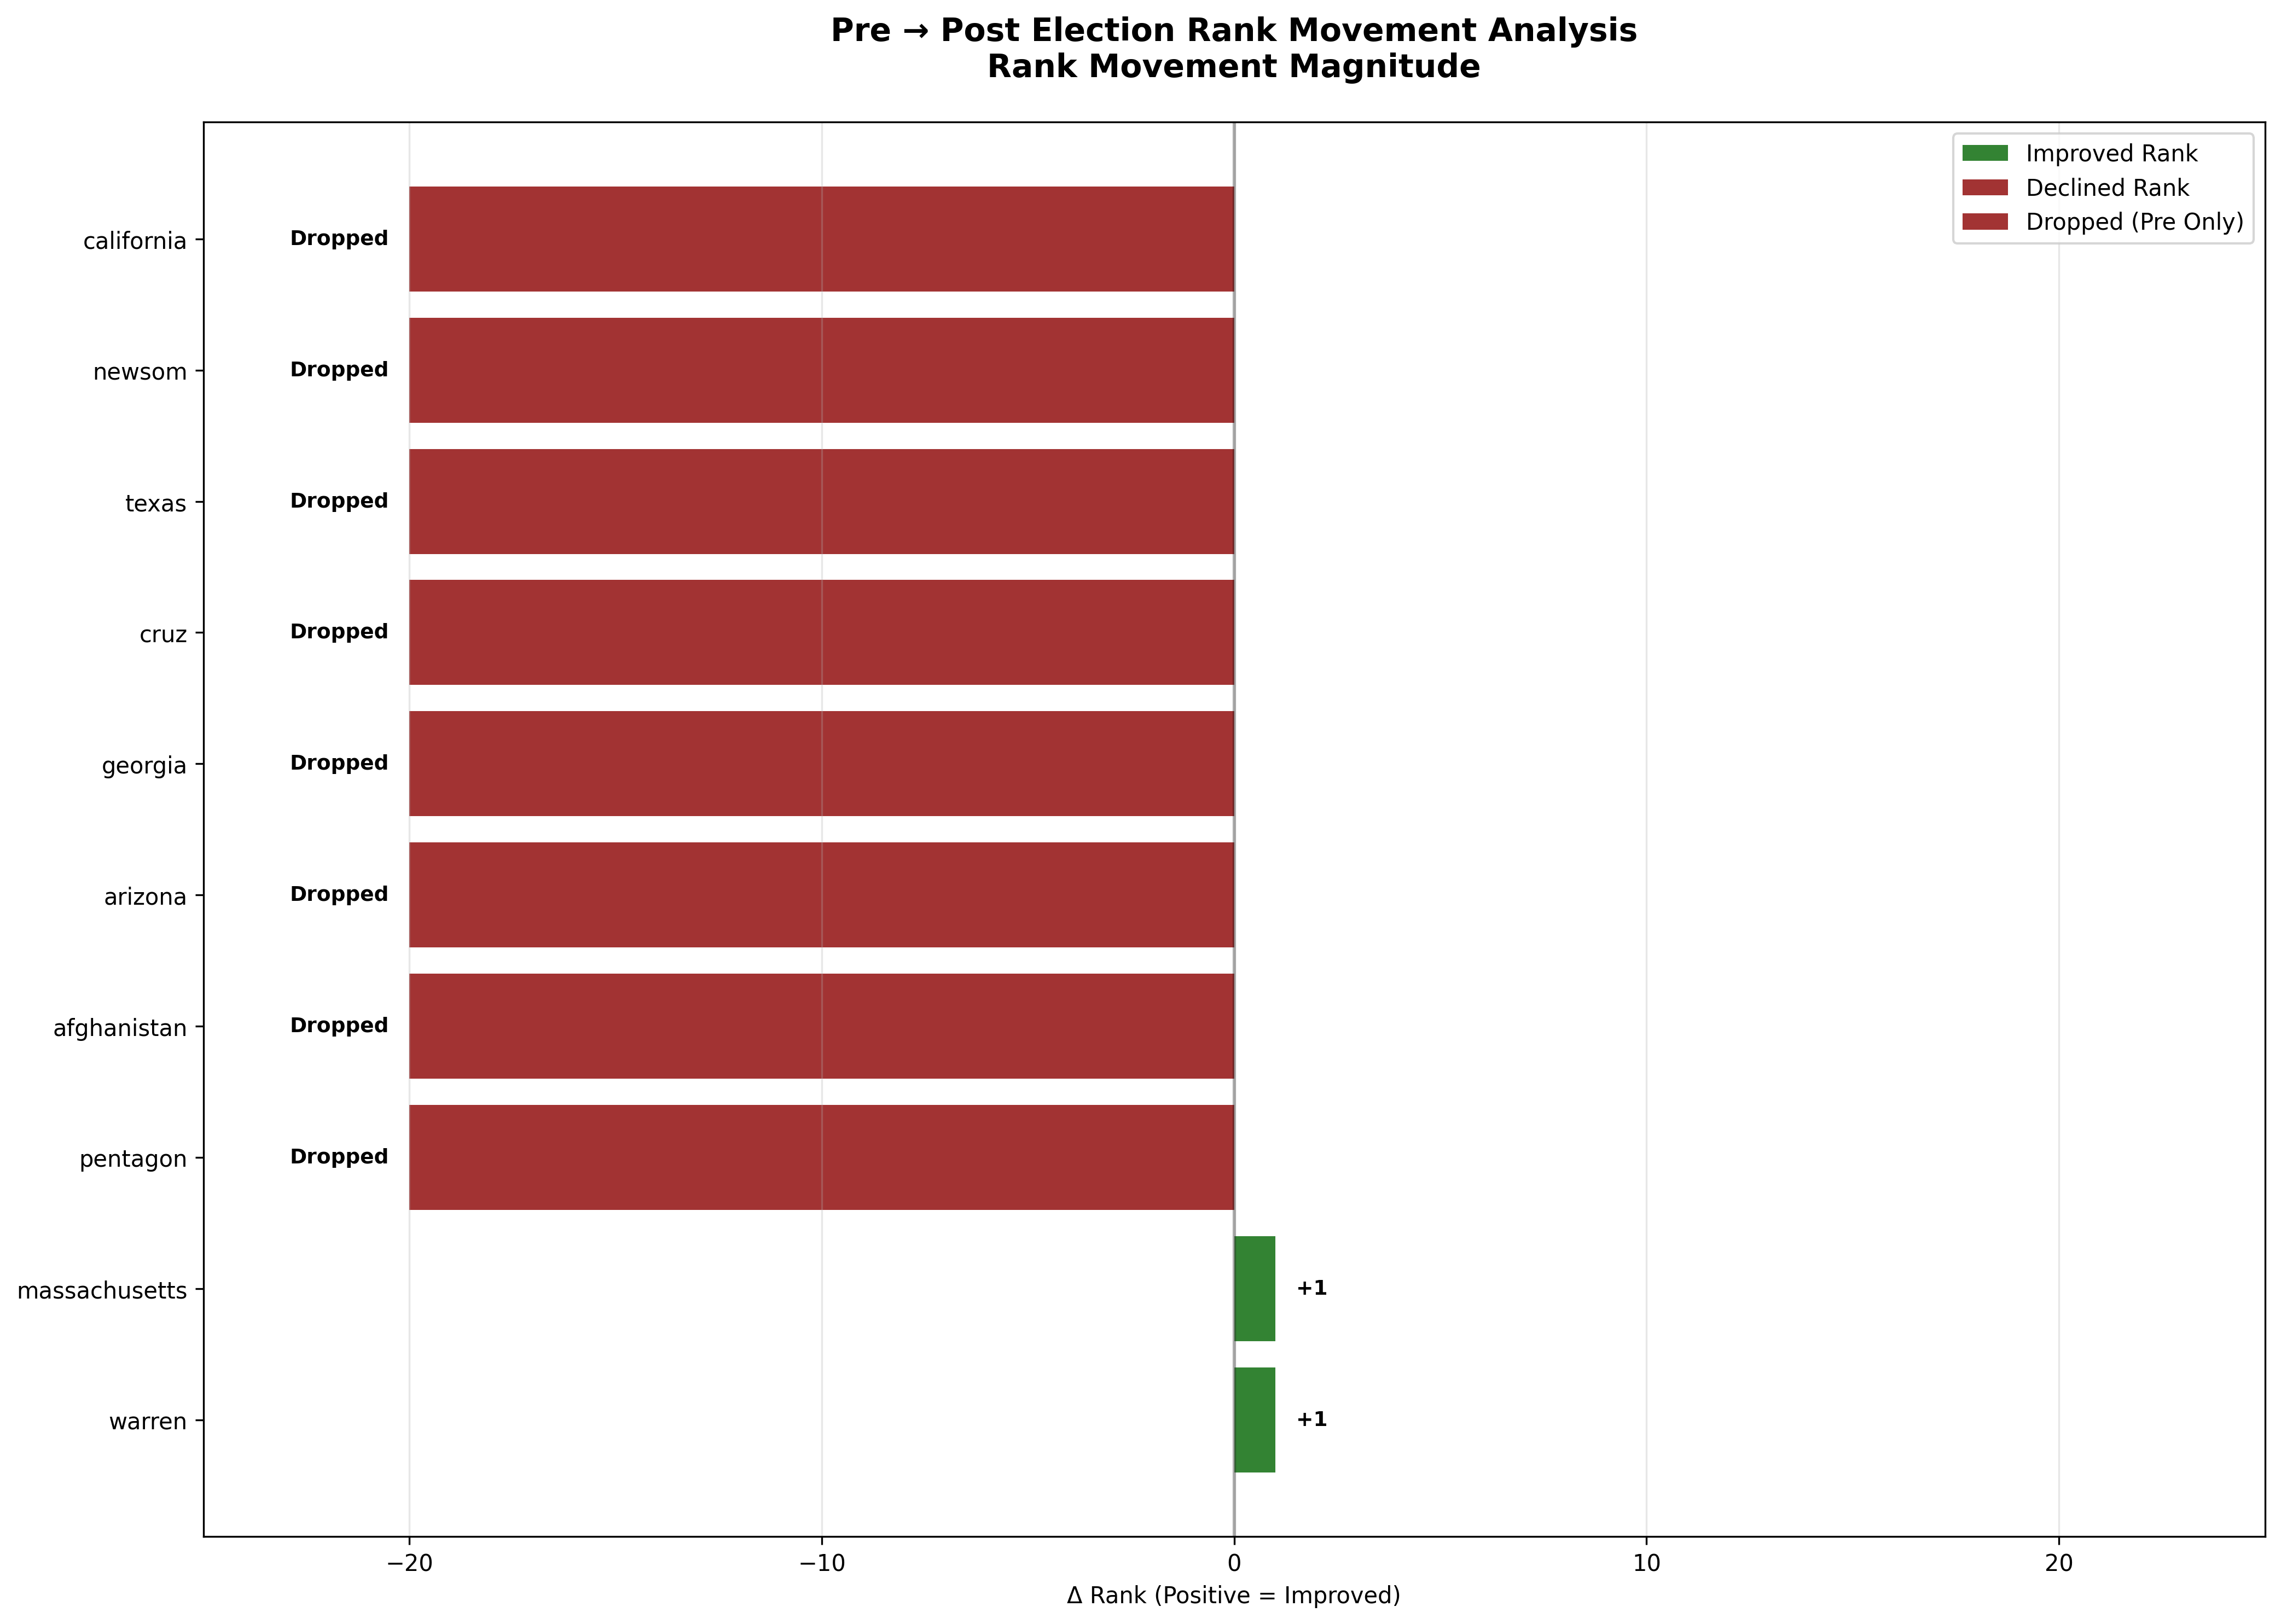 Pre → Post Election Rank Movement Analysis
Rank Movement Magnitude
Improved Rank
Declined Rank
Dropped (Pre Only)
california
Dropped
newsom
Dropped
texas
Dropped
cruz
Dropped
georgia
Dropped
arizona
Dropped
afghanistan
Dropped
pentagon
Dropped
massachusetts
+1
warren
+1
−20
−10
0
10
20
Δ Rank (Positive = Improved)